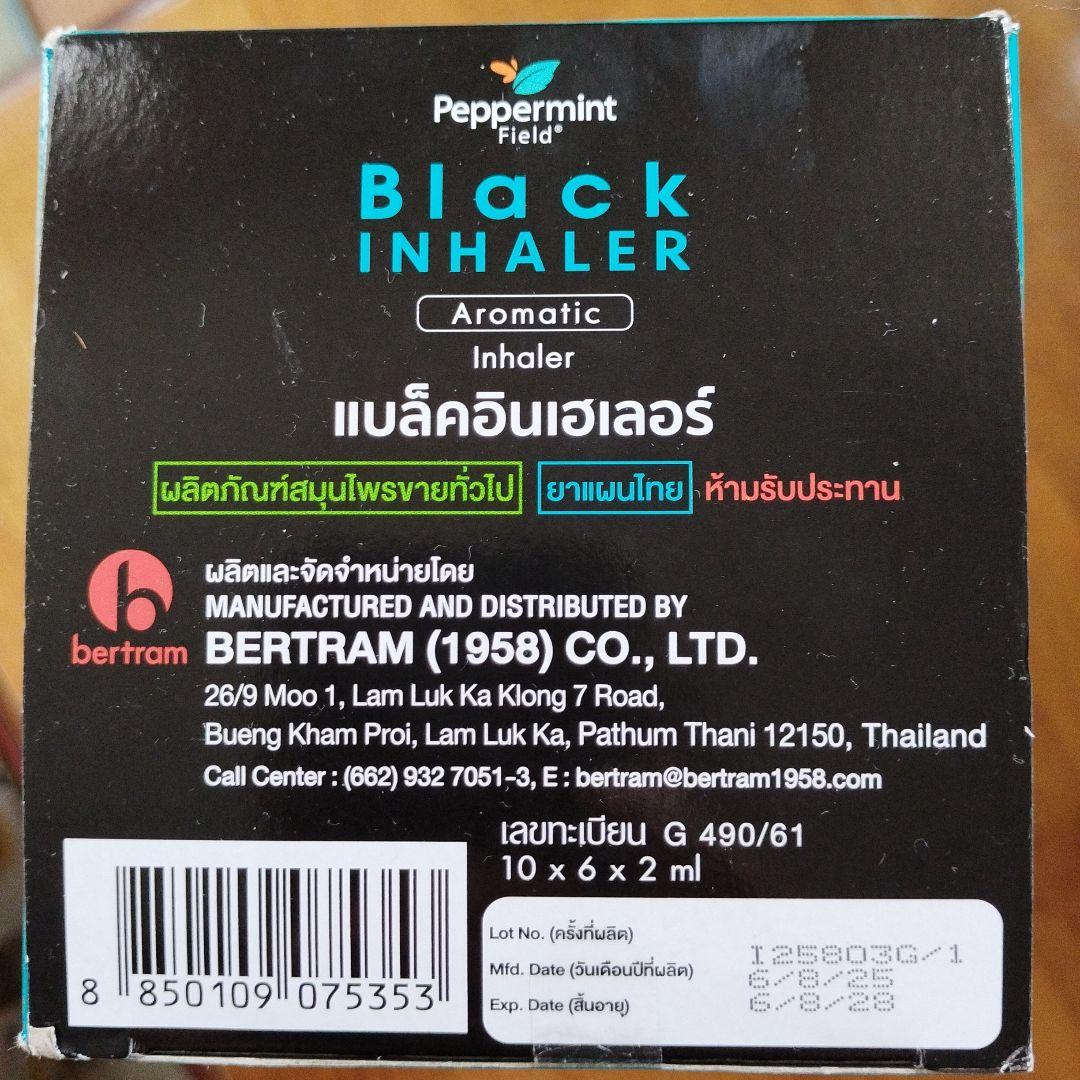 Peppermint
Field®
Black
INHALER
Aromatic
Inhaler
แบล็คอินเฮเลอร์
ผลิตภัณฑ์สมุนไพรขายทั่วไป ยาแผนไทย ห้ามรับประทาน
b
bertram
ผลิตและจัดจำหน่ายโดย
MANUFACTURED AND DISTRIBUTED BY
BERTRAM (1958) CO., LTD.
26/9 Moo 1, Lam Luk Ka Klong 7 Road,
Bueng Kham Proi, Lam Luk Ka, Pathum Thani 12150, Thailand
Call Center : (662) 932 7051-3, E : bertram@bertram1958.com
เลขทะเบียน G 490/61
10 x 6 x 2 ml
8 850109 075353
Lot No. (ครั้งที่ผลิต) I25803G/1
Mfd. Date (วันเดือนปีที่ผลิต) 6/8/25
Exp. Date (สิ้นอายุ) 6/8/28